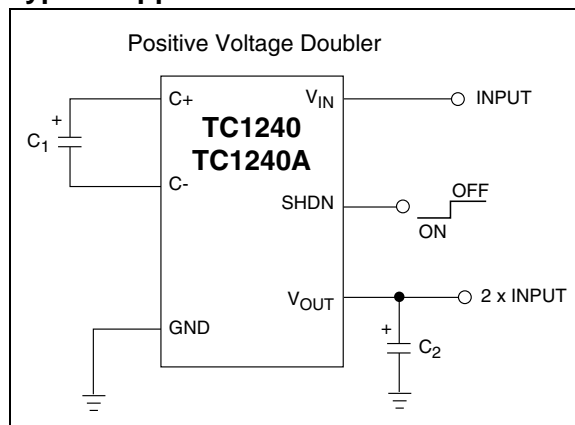 Positive Voltage Doubler
C+
VIN
INPUT
+
C1
TC1240
TC1240A
C-
SHDN
OFF
ON
VOUT
2 x INPUT
GND
+
C2